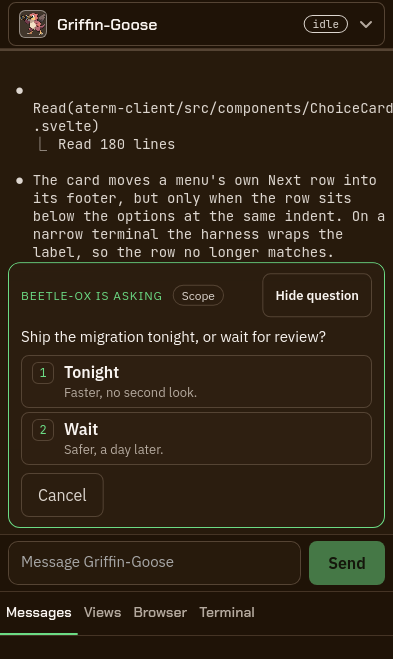 Griffin-Goose
idle
●
Read(aterm-client/src/components/ChoiceCard
.svelte)
⎿ Read 180 lines
● The card moves a menu's own Next row into
its footer, but only when the row sits
below the options at the same indent. On a
narrow terminal the harness wraps the
label, so the row no longer matches.
BEETLE-OX IS ASKING
Scope
Hide question
Ship the migration tonight, or wait for review?
1 Tonight
Faster, no second look.
2 Wait
Safer, a day later.
Cancel
Message Griffin-Goose
Send
Messages Views Browser Terminal